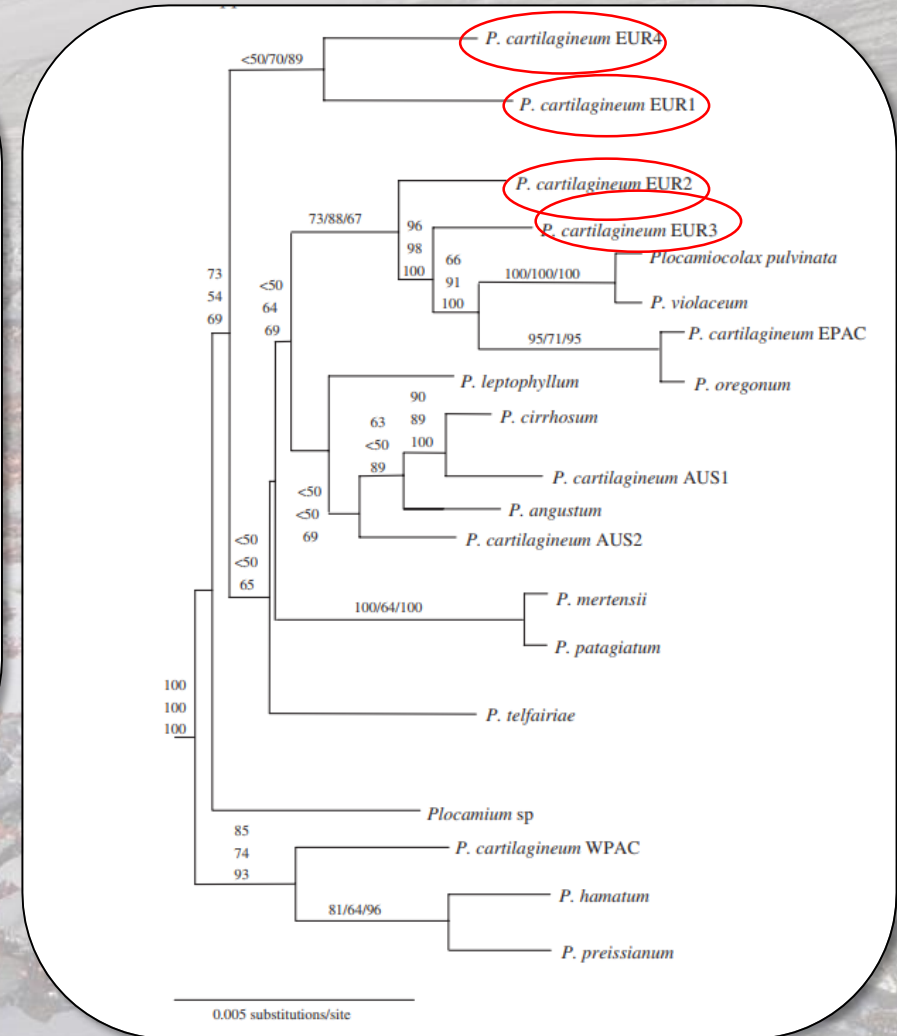 P. cartilagineum EUR4
<50/70/89
P. cartilagineum EUR1
P. cartilagineum EUR2
73/88/67
96
98
100
P. cartilagineum EUR3
66
91
100
Plocamiocolax pulvinata
100/100/100
P. violaceum
73
54
69
<50
64
69
95/71/95
P. cartilagineum EPAC
P. oregonum
P. leptophyllum
90
89
100
P. cirrhosum
63
<50
89
P. cartilagineum AUS1
<50
<50
69
P. angustum
P. cartilagineum AUS2
<50
<50
65
100/64/100
P. mertensii
P. patagiatum
100
100
100
P. telfairiae
Plocamium sp
85
74
93
P. cartilagineum WPAC
81/64/96
P. hamatum
P. preissianum
0.005 substitutions/site